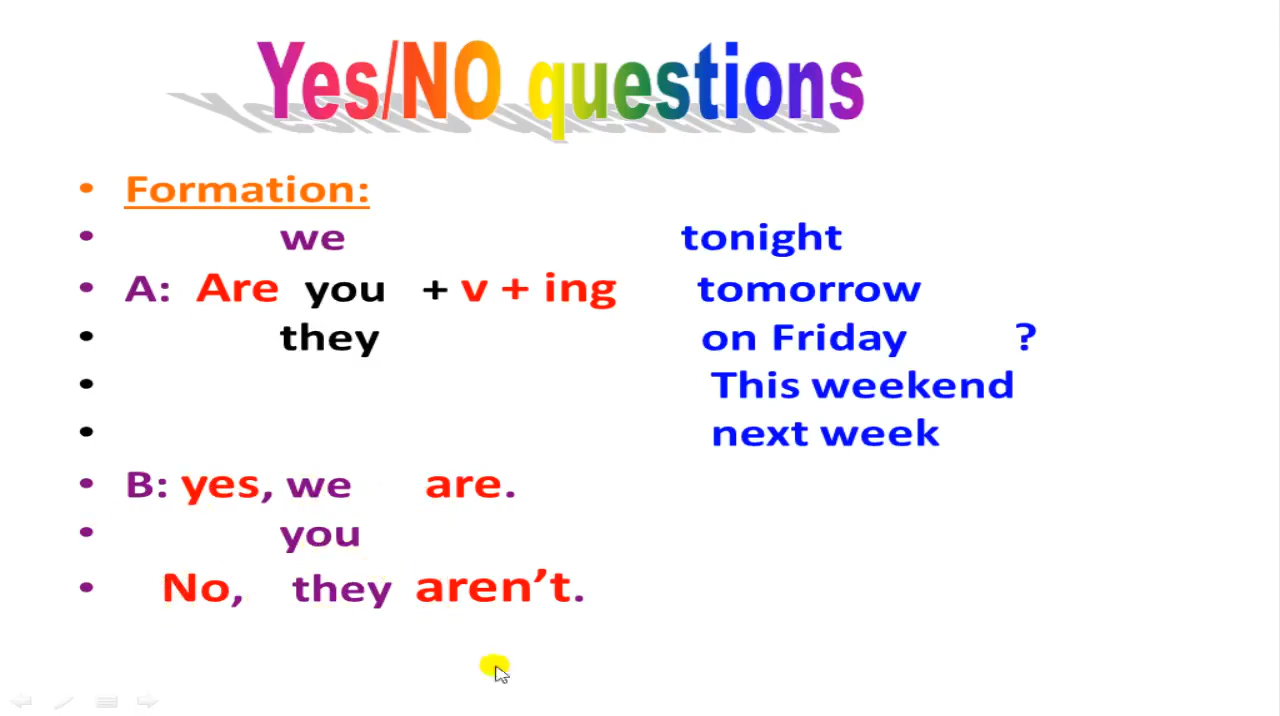 Yes/NO questions
• Formation:
• we tonight
• A: Are you + v + ing tomorrow
• they on Friday ?
• This weekend
• next week
• B: yes, we are.
• you
• No, they aren’t.